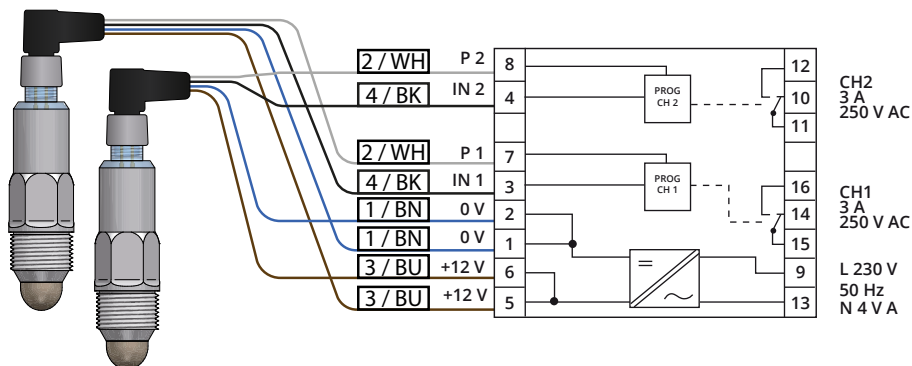 2 / WH P 2 8
4 / BK IN 2 4
2 / WH P 1 7
4 / BK IN 1 3
1 / BN 0 V 2
1 / BN 0 V 1
3 / BU +12 V 6
3 / BU +12 V 5
PROG
CH 2
PROG
CH 1
12
10
11
16
14
15
9
13
CH2
3 A
250 V AC
CH1
3 A
250 V AC
L 230 V
50 Hz
N 4 V A